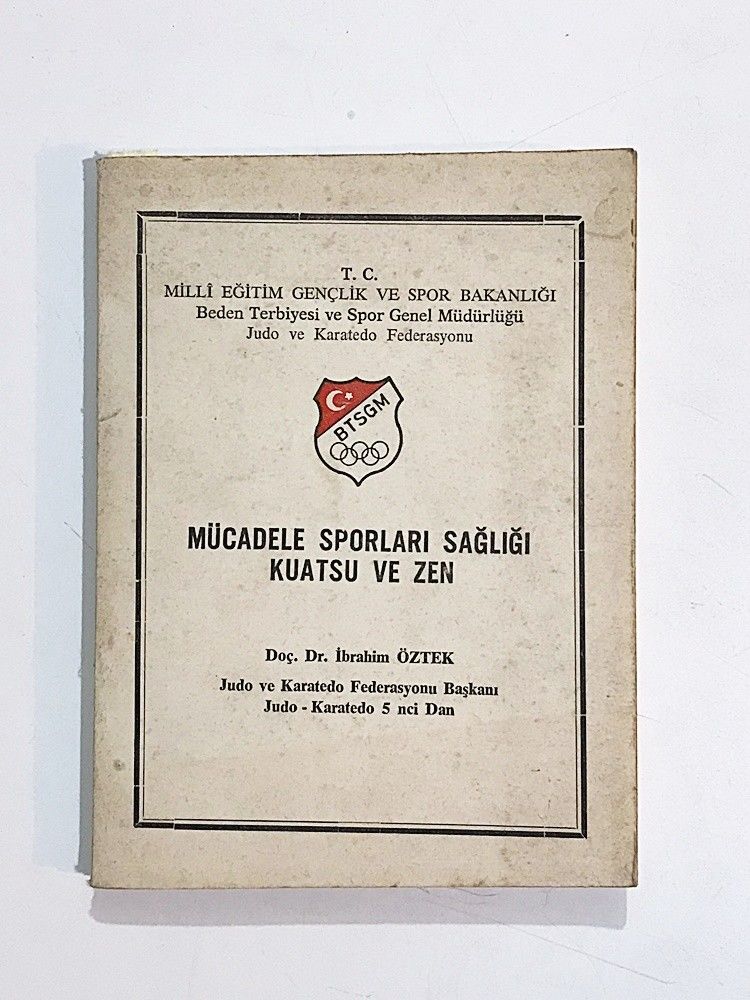 T. C.
MİLLÎ EĞİTİM GENÇLİK VE SPOR BAKANLIĞI
Beden Terbiyesi ve Spor Genel Müdürlüğü
Judo ve Karatedo Federasyonu
BTSGM
MÜCADELE SPORLARI SAĞLIĞI
KUATSU VE ZEN
Doç. Dr. İbrahim ÖZTEK
Judo ve Karatedo Federasyonu Başkanı
Judo - Karatedo 5 nci Dan